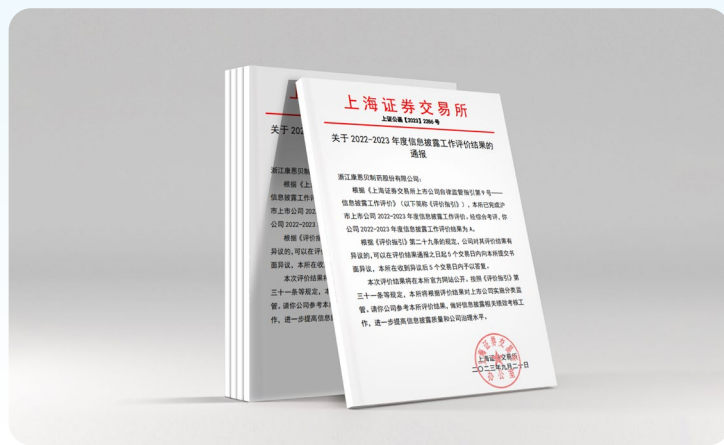 上海证券交易所
上证公函【2023】2386 号
关于 2022-2023 年度信息披露工作评价结果的
通报
浙江康恩贝制药股份有限公司：
根据《上海证券交易所上市公司自律监管指引第 9 号——
信息披露工作评价》（以下简称《评价指引》），本所已完成沪
市上市公司 2022-2023 年度信息披露工作评价。经综合考评，你
公司 2022-2023 年度信息披露工作评价结果为 A。
根据《评价指引》第二十九条的规定，公司对其评价结果有
异议的，可以在评价结果通报之日起 5 个交易日内向本所提交书
面异议，本所在收到异议后 5 个交易日内予以答复。
本次评价结果将在本所官方网站公开。按照《评价指引》第
三十一条等规定，本所将根据评价结果对上市公司实施分类监
管。请你公司参考本所评价结果，做好信息披露相关绩效考核工
作，进一步提高信息披露质量和公司治理水平。
上海证券交易所
二〇二三年九月二十日